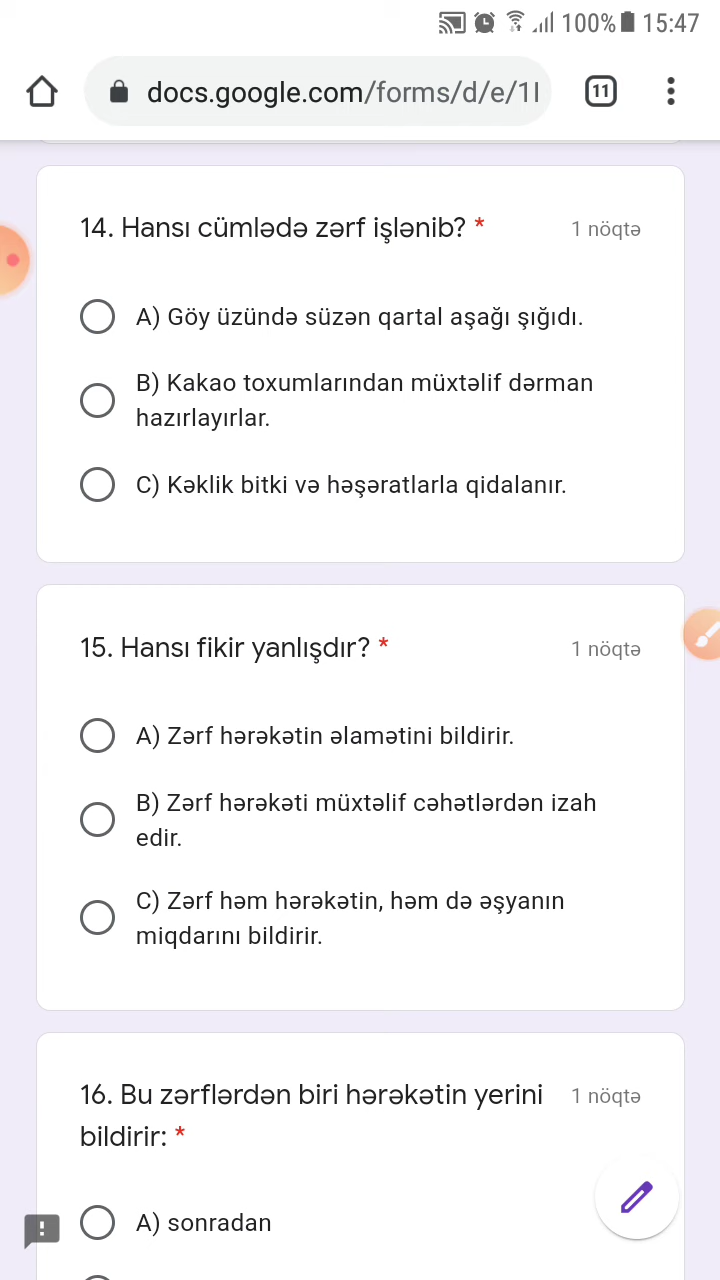 100% 15:47
docs.google.com/forms/d/e/1I
11
14. Hansı cümlədə zərf işlənib? * 1 nöqtə
A) Göy üzündə süzən qartal aşağı şığıdı.
B) Kakao toxumlarından müxtəlif dərman
hazırlayırlar.
C) Kəklik bitki və həşəratlarla qidalanır.
15. Hansı fikir yanlışdır? * 1 nöqtə
A) Zərf hərəkətin əlamətini bildirir.
B) Zərf hərəkəti müxtəlif cəhətlərdən izah
edir.
C) Zərf həm hərəkətin, həm də əşyanın
miqdarını bildirir.
16. Bu zərflərdən biri hərəkətin yerini 1 nöqtə
bildirir: *
A) sonradan